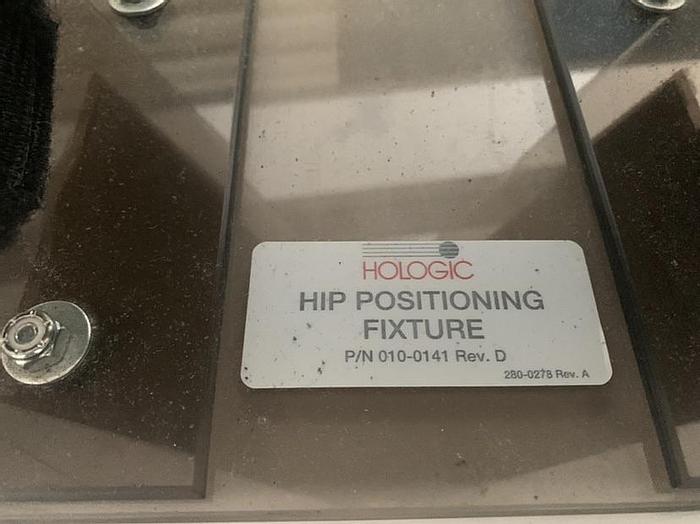 HOLOGIC
HIP POSITIONING
FIXTURE
P/N 010-0141 Rev. D
280-0278 Rev. A